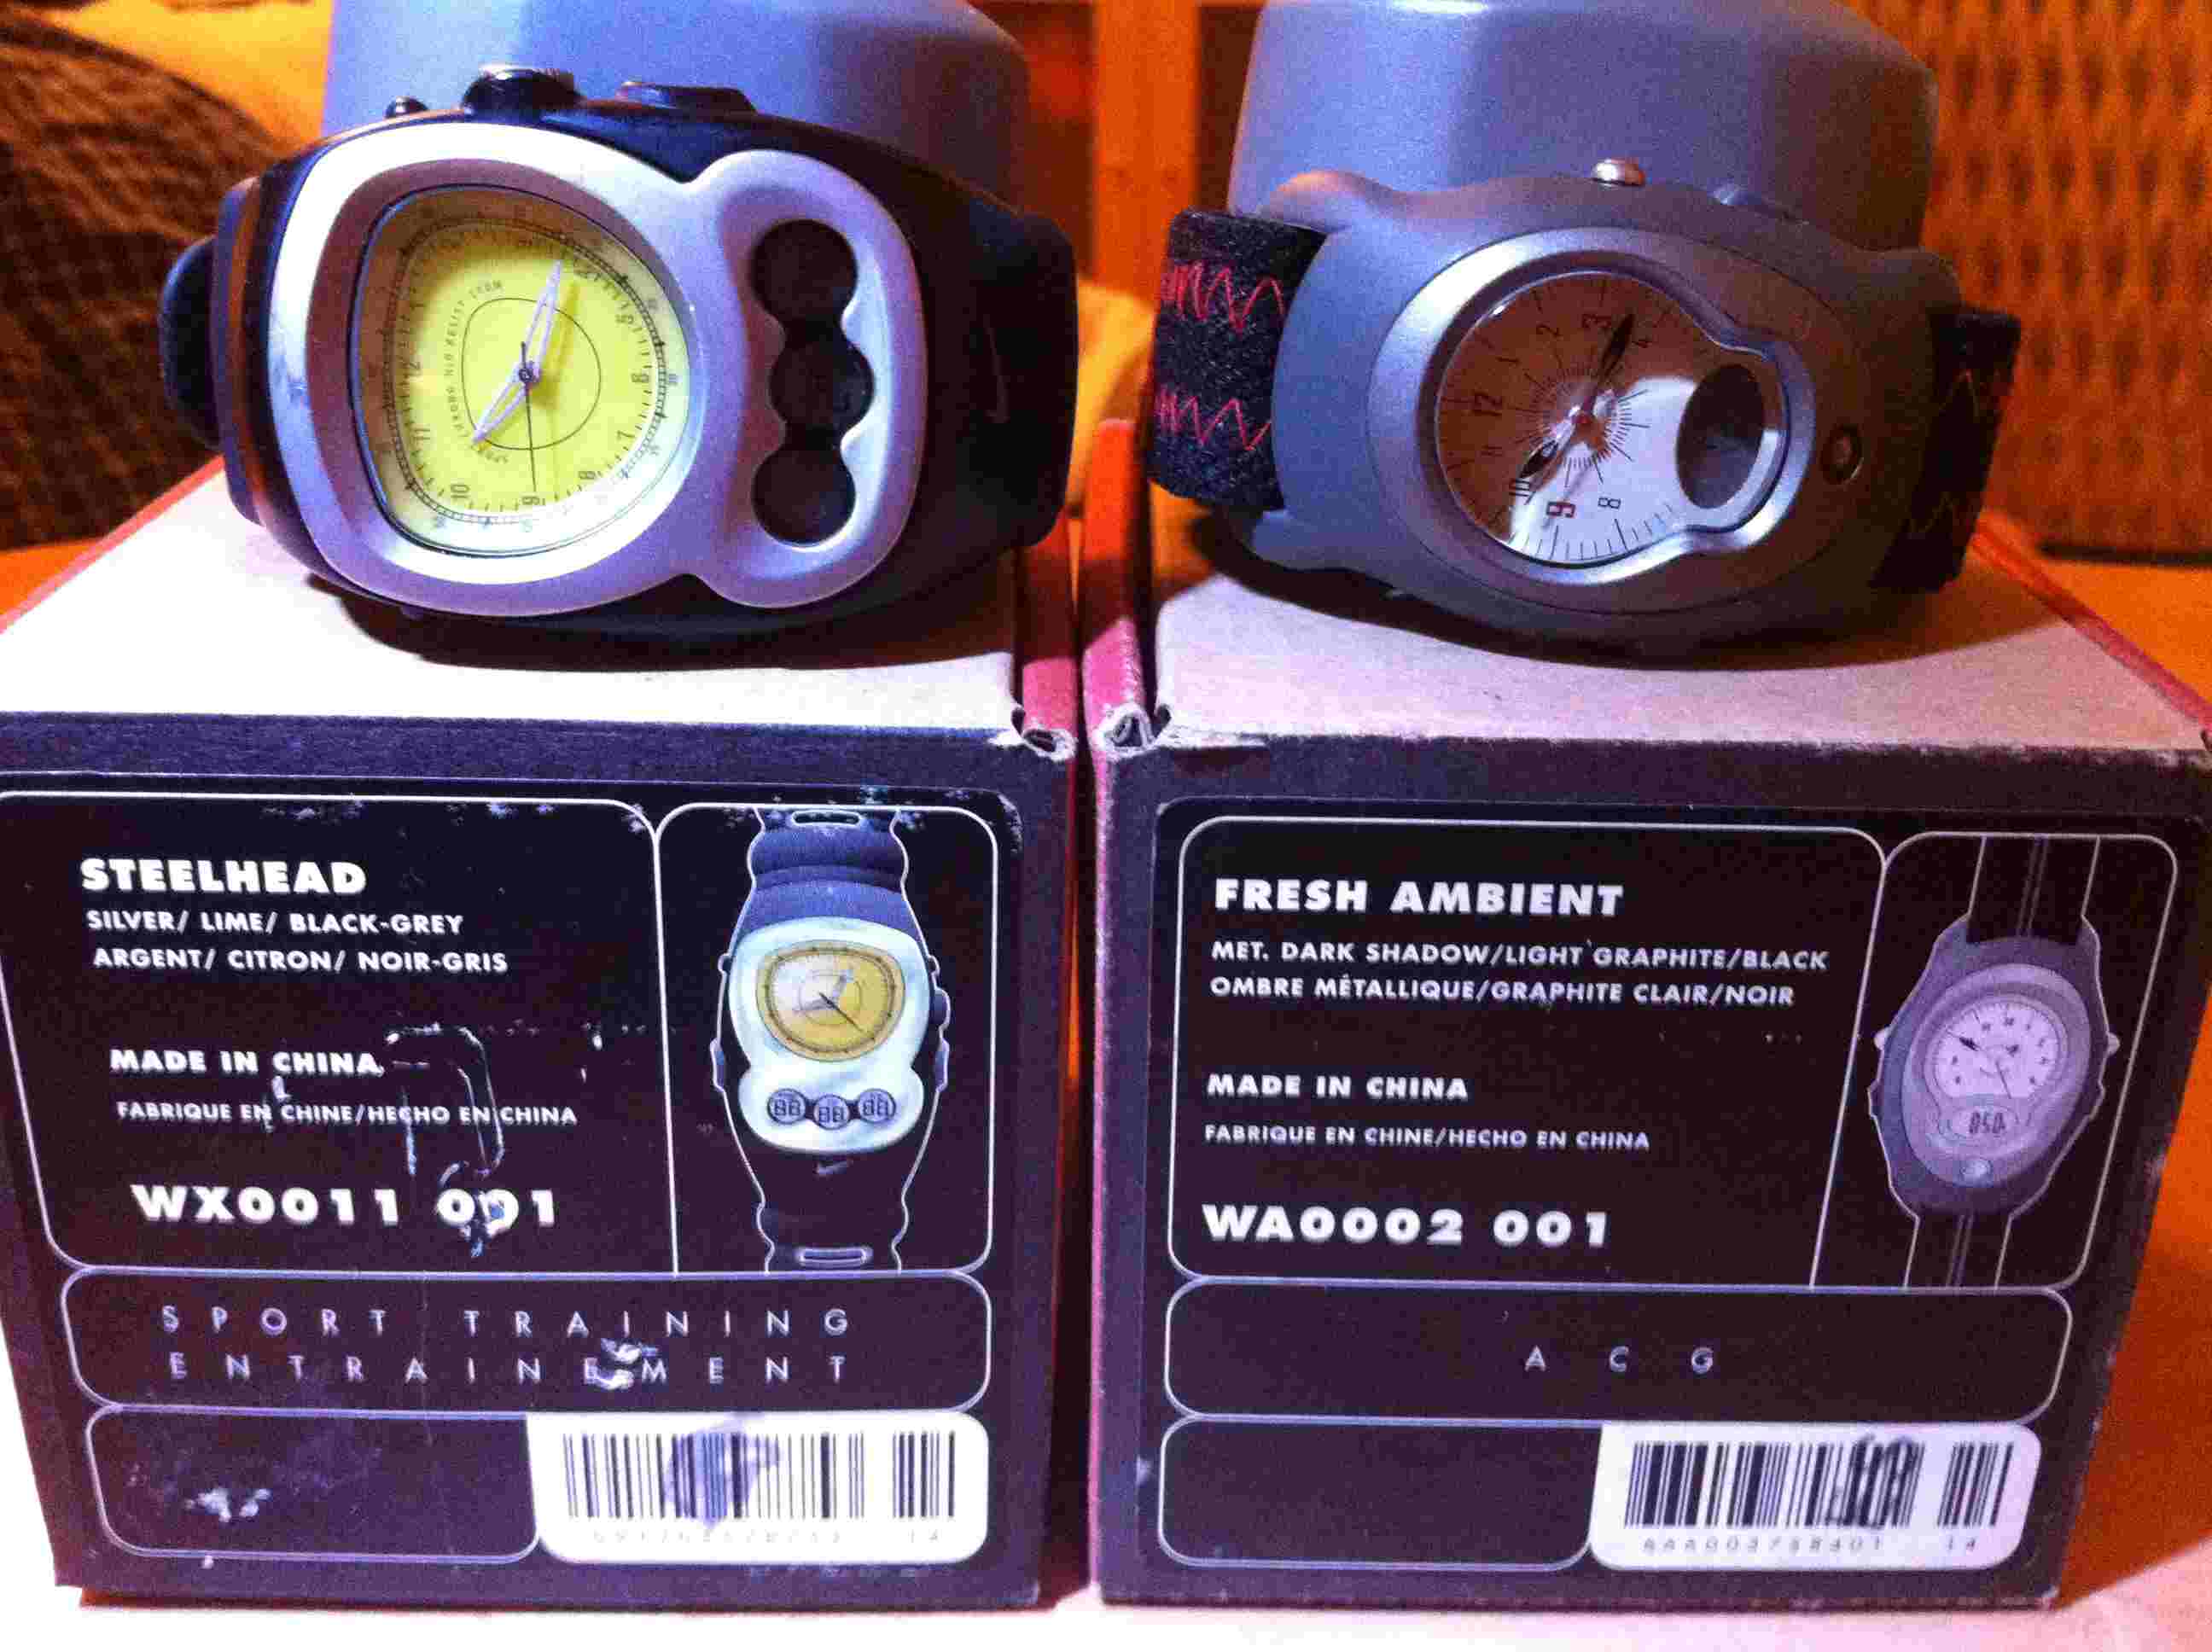 STEELHEAD
SILVER/ LIME/ BLACK-GREY
ARGENT/ CITRON/ NOIR-GRIS
MADE IN CHINA
FABRIQUE EN CHINE/HECHO EN CHINA
WX0011 001
SPORT TRAINING
ENTRAINEMENT
14
FRESH AMBIENT
MET. DARK SHADOW/LIGHT GRAPHITE/BLACK
OMBRE MÉTALLIQUE/GRAPHITE CLAIR/NOIR
MADE IN CHINA
FABRIQUE EN CHINE/HECHO EN CHINA
WA0002 001
ACG
14